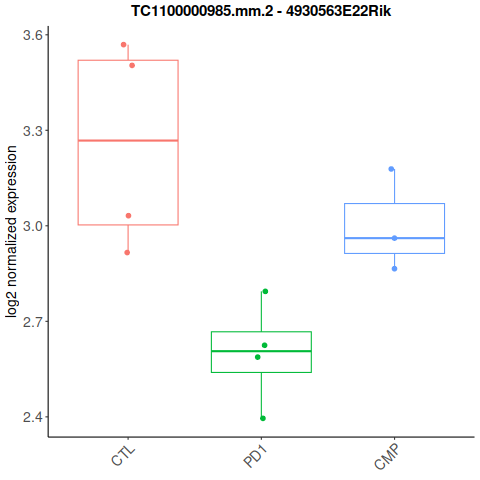 TC1100000985.mm.2 - 4930563E22Rik
log2 normalized expression
3.6
3.3
3.0
2.7
2.4
CTL
PD1
CMP